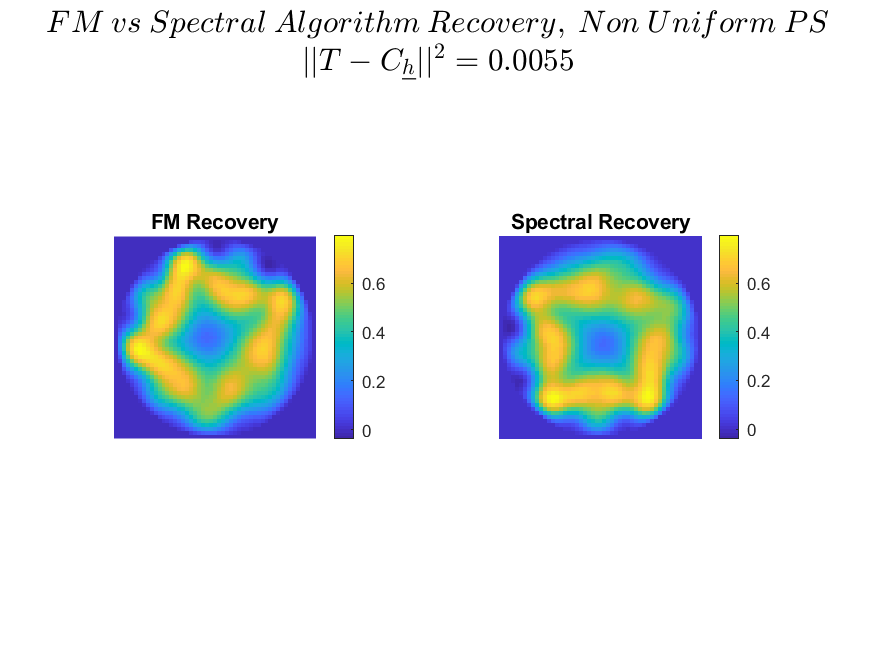 FM vs Spectral Algorithm Recovery, Non Uniform PS
||T − C_h||² = 0.0055
FM Recovery
Spectral Recovery
0.6
0.4
0.2
0
0.6
0.4
0.2
0